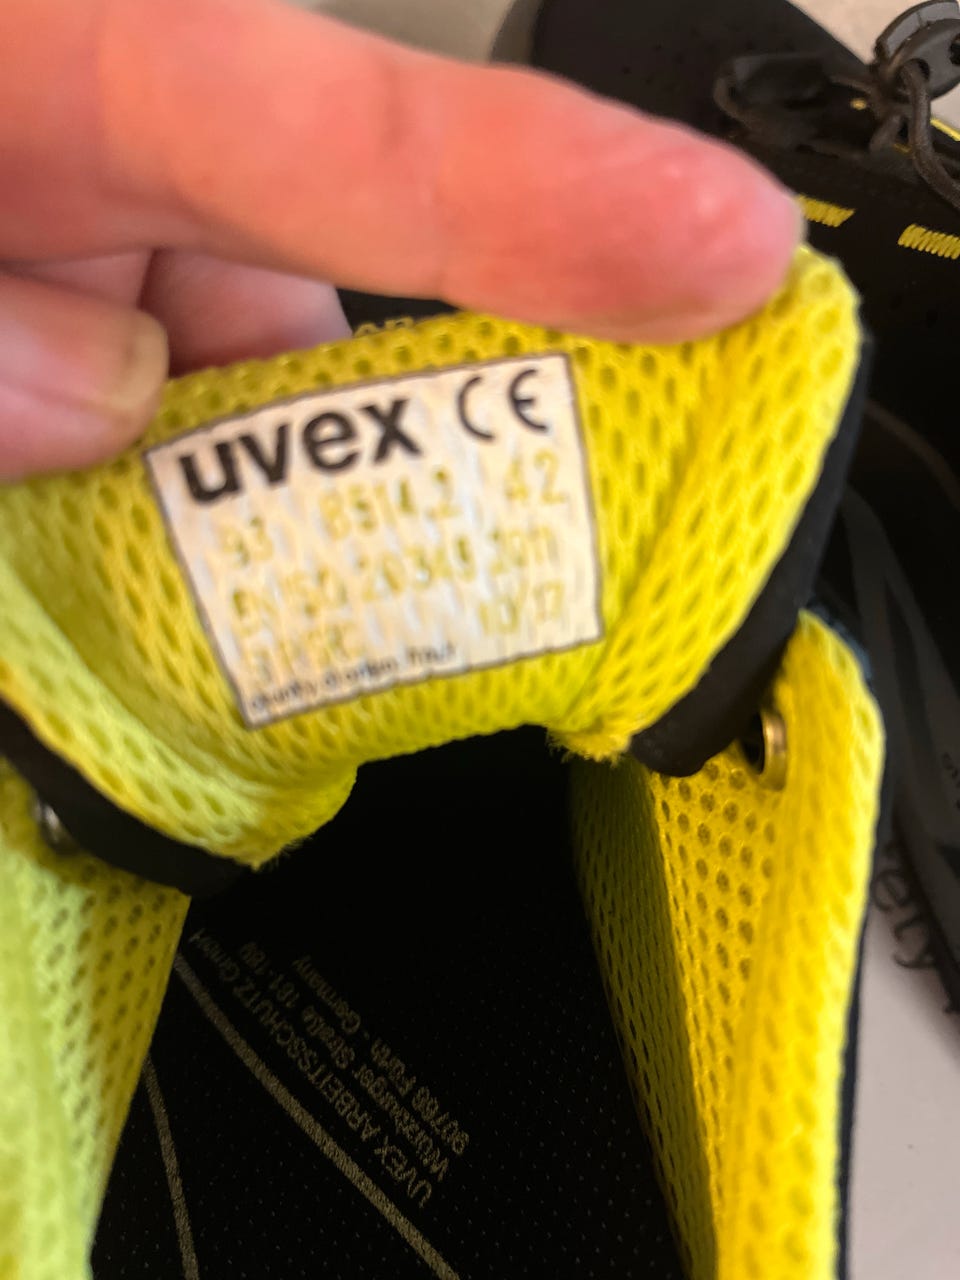 uvex CE
93 8514.2 42
EN ISO 20345 2011
S1 P SRC 10/17
UVEX ARBEITSSCHUTZ GmbH
Würzburger Straße 181-189
90766 Fürth - Germany